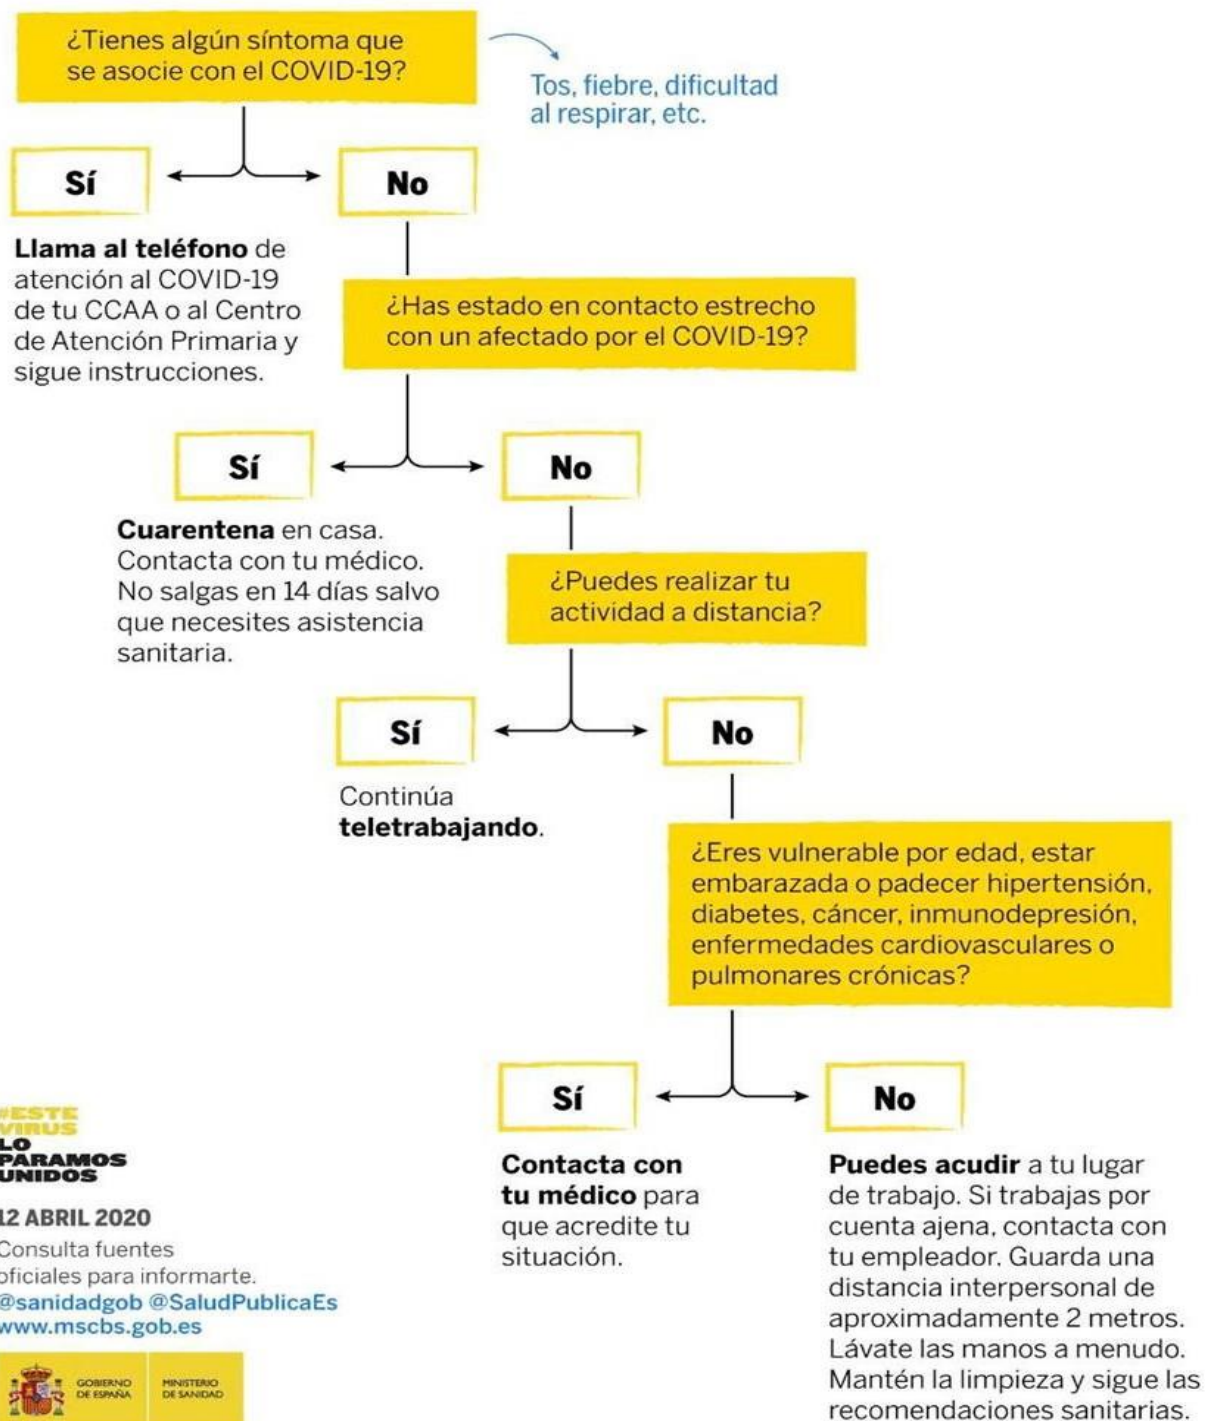 ¿Tienes algún síntoma que
se asocie con el COVID-19?
Tos, fiebre, dificultad
al respirar, etc.
Sí
No
Llama al teléfono de
atención al COVID-19
de tu CCAA o al Centro
de Atención Primaria y
sigue instrucciones.
¿Has estado en contacto estrecho
con un afectado por el COVID-19?
Sí
No
Cuarentena en casa.
Contacta con tu médico.
No salgas en 14 días salvo
que necesites asistencia
sanitaria.
¿Puedes realizar tu
actividad a distancia?
Sí
No
Continúa
teletrabajando.
¿Eres vulnerable por edad, estar
embarazada o padecer hipertensión,
diabetes, cáncer, inmunodepresión,
enfermedades cardiovasculares o
pulmonares crónicas?
Sí
No
Contacta con
tu médico para
que acredite tu
situación.
Puedes acudir a tu lugar
de trabajo. Si trabajas por
cuenta ajena, contacta con
tu empleador. Guarda una
distancia interpersonal de
aproximadamente 2 metros.
Lávate las manos a menudo.
Mantén la limpieza y sigue las
recomendaciones sanitarias.
#ESTE
VIRUS
LO
PARAMOS
UNIDOS
12 ABRIL 2020
Consulta fuentes
oficiales para informarte.
@sanidadgob @SaludPublicaEs
www.mscbs.gob.es
GOBIERNO
DE ESPAÑA
MINISTERIO
DE SANIDAD